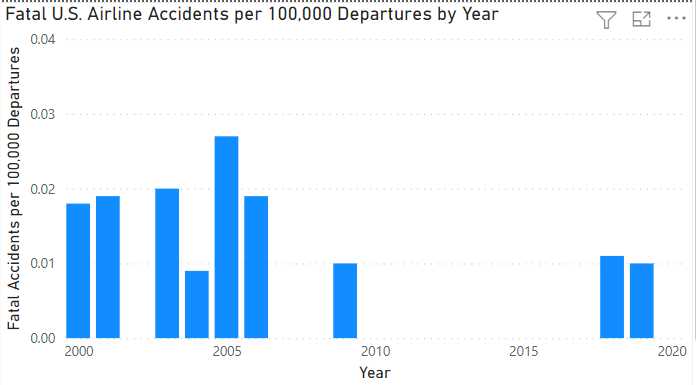 Fatal U.S. Airline Accidents per 100,000 Departures by Year
Fatal Accidents per 100,000 Departures
0.04
0.03
0.02
0.01
0.00
2000 2005 2010 2015 2020
Year